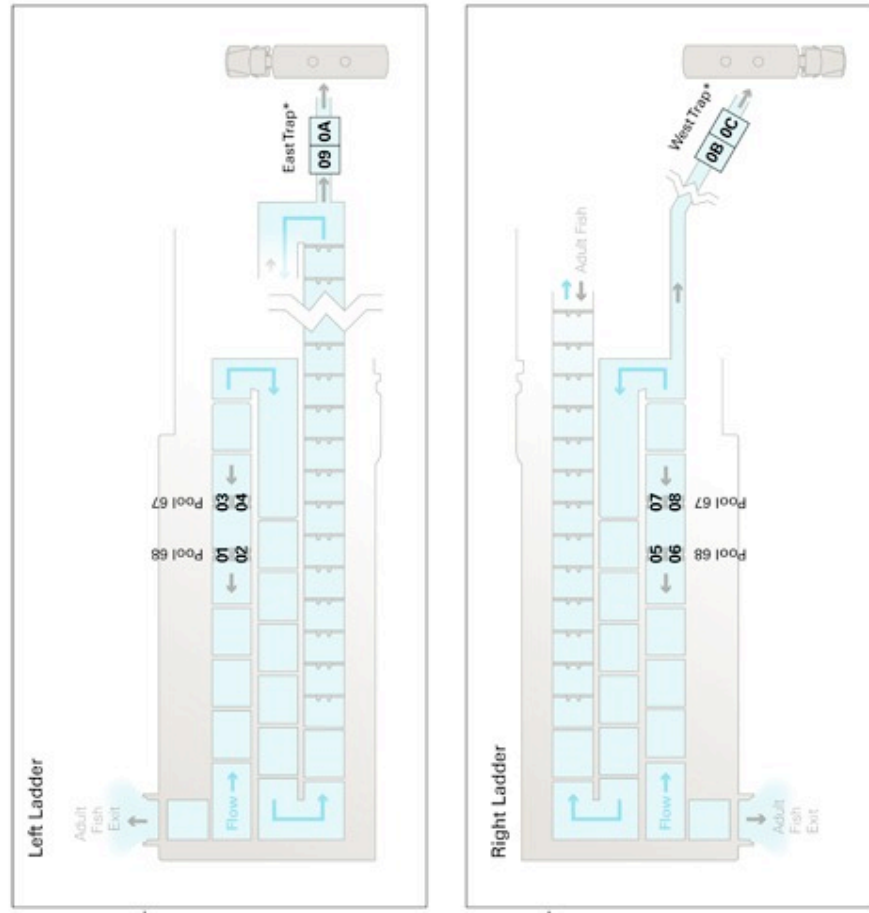 Left Ladder
Adult
Fish
Exit
Flow
Pool 68
01
02
Pool 67
03
04
East Trap*
09 0A
Right Ladder
Adult
Fish
Exit
Flow
05
06
Pool 68
07
08
Pool 67
Adult Fish
West Trap*
0B 0C